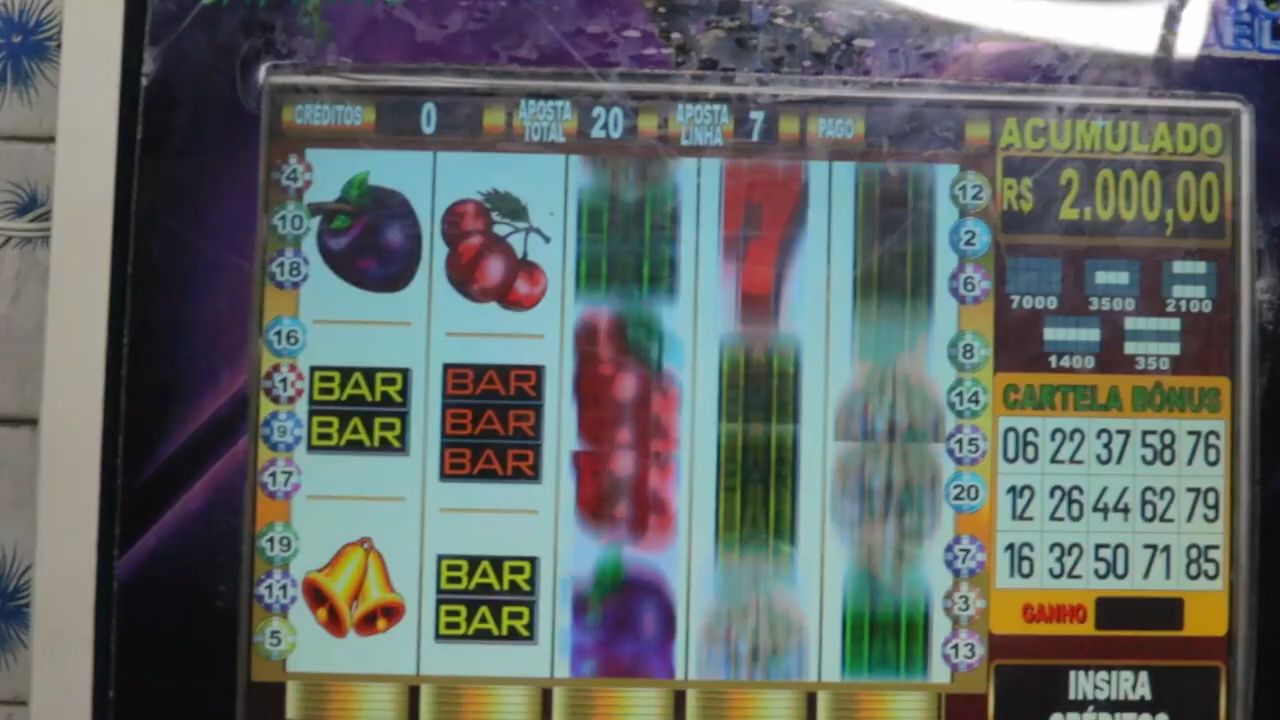 CRÉDITOS 0 APOSTA TOTAL 20 APOSTA LINHA 7 PAGO
ACUMULADO
R$ 2.000,00
7000 3500 2100
1400 350
CARTELA BÔNUS
06 22 37 58 76
12 26 44 62 79
16 32 50 71 85
GANHO
INSIRA
CRÉDITOS
4
10
18
16
1
9
17
19
11
5
BAR
BAR
BAR
BAR
BAR
BAR
BAR
12
2
6
8
14
15
20
7
3
13